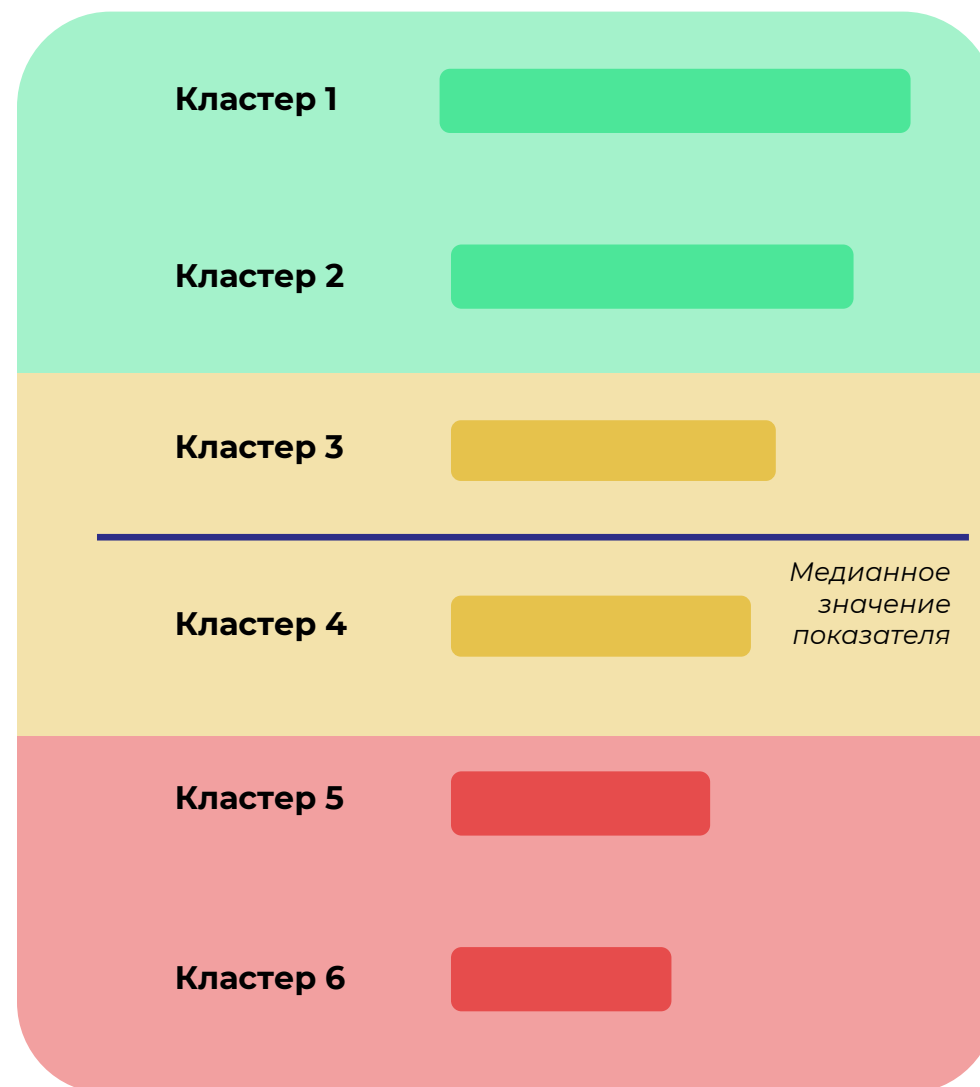 Кластер 1
Кластер 2
Кластер 3
Медианное
значение
показателя
Кластер 4
Кластер 5
Кластер 6